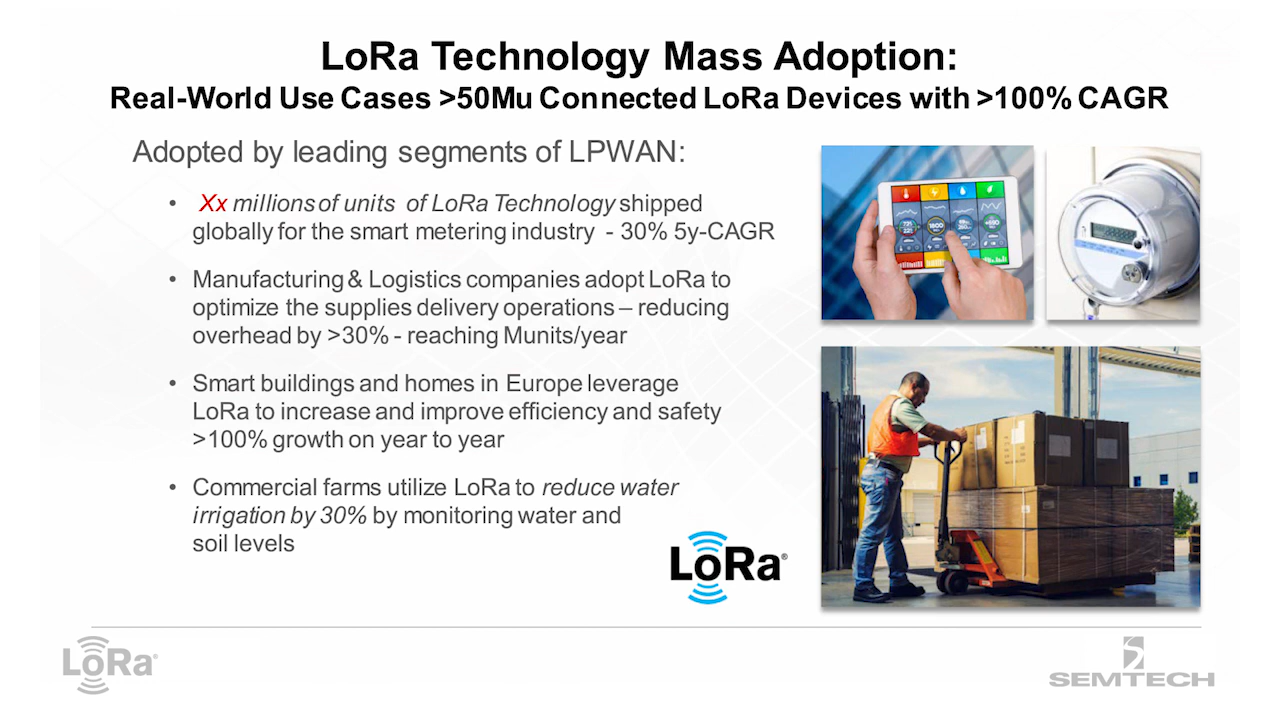 LoRa Technology Mass Adoption:
Real-World Use Cases >50Mu Connected LoRa Devices with >100% CAGR
Adopted by leading segments of LPWAN:
• Xx millions of units of LoRa Technology shipped
globally for the smart metering industry - 30% 5y-CAGR
• Manufacturing & Logistics companies adopt LoRa to
optimize the supplies delivery operations – reducing
overhead by >30% - reaching Munits/year
• Smart buildings and homes in Europe leverage
LoRa to increase and improve efficiency and safety
>100% growth on year to year
• Commercial farms utilize LoRa to reduce water
irrigation by 30% by monitoring water and
soil levels
LoRa®
LoRa®
SEMTECH